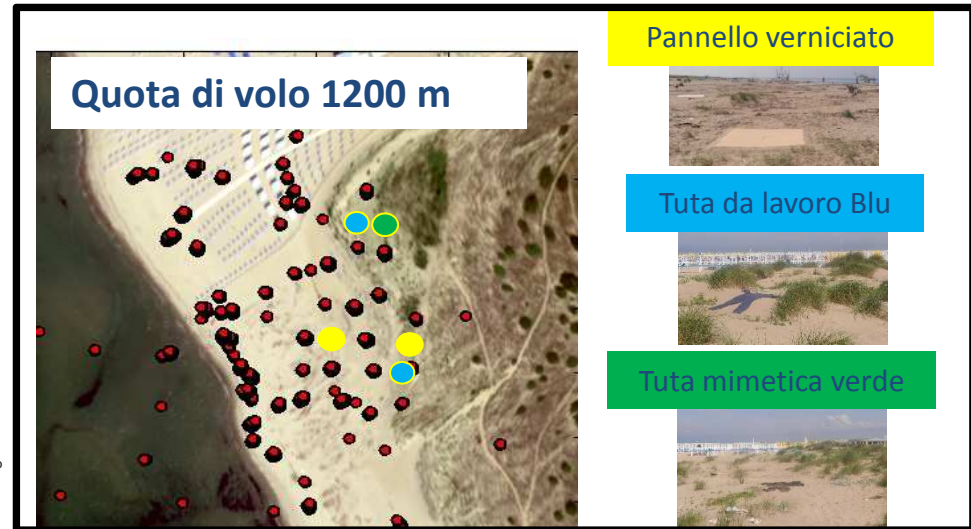 Quota di volo 1200 m
Pannello verniciato
Tuta da lavoro Blu
Tuta mimetica verde